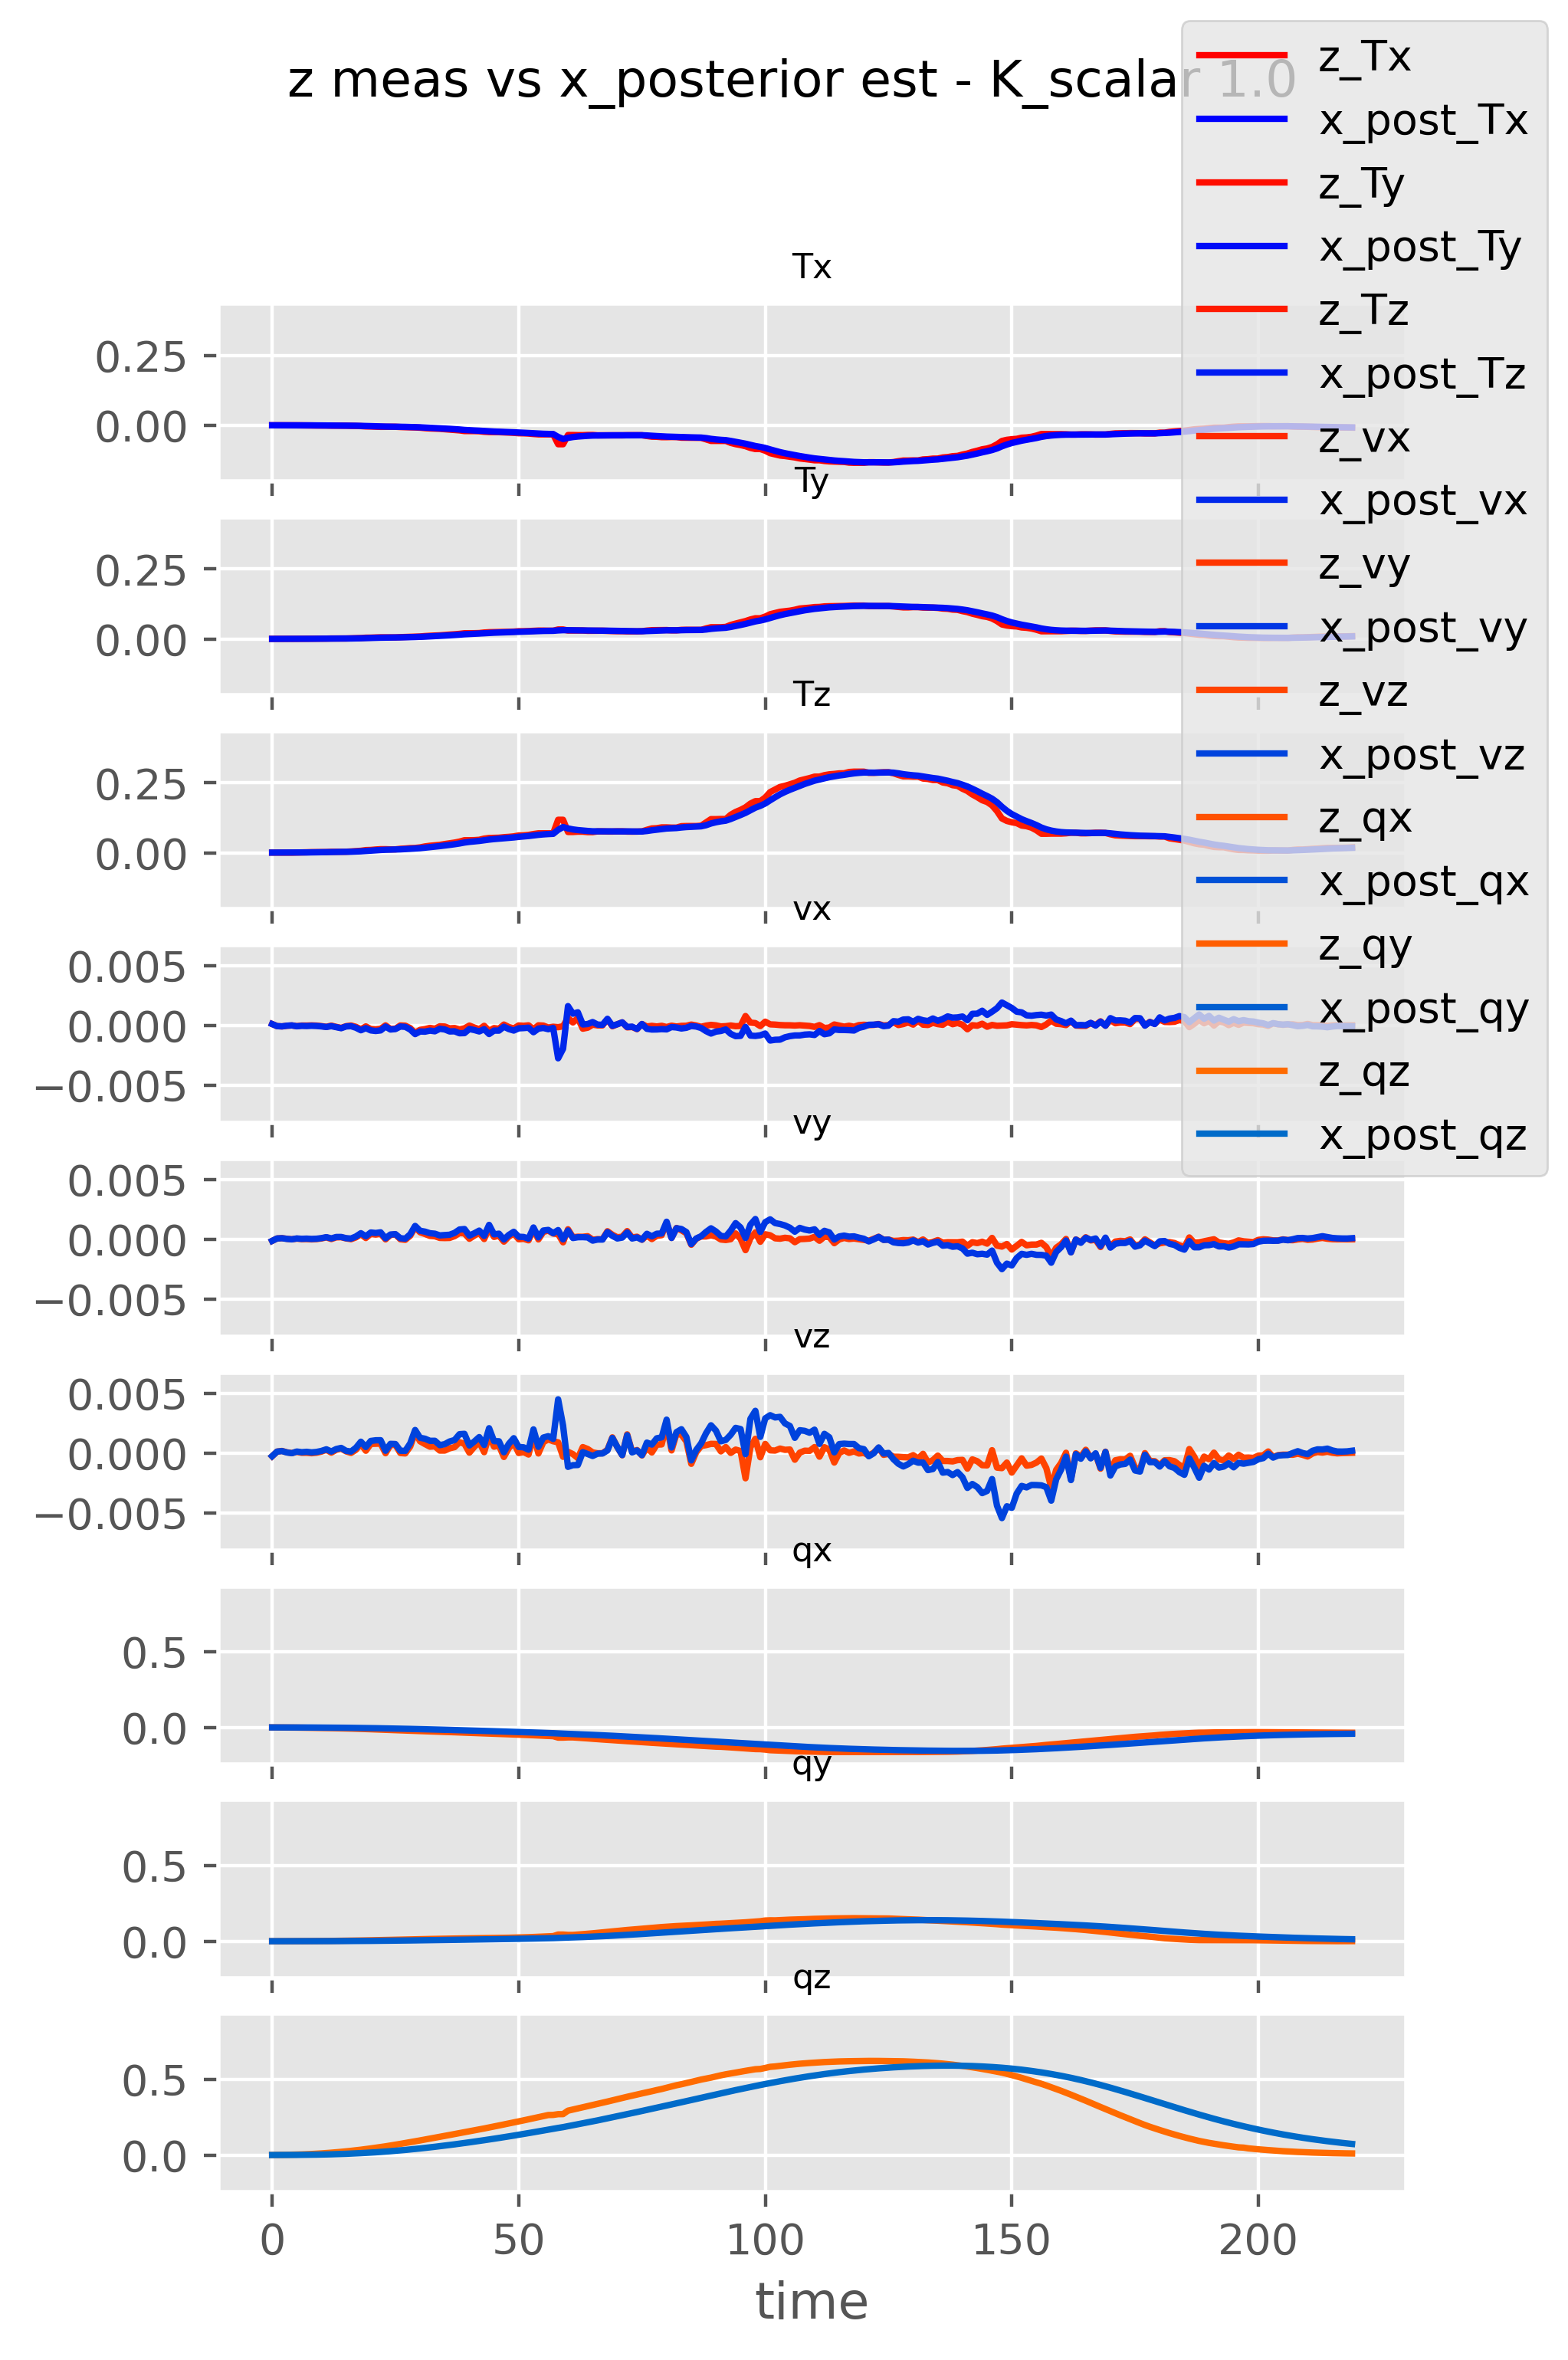 z meas vs x_posterior est - K_scalar 1.0
z_Tx
x_post_Tx
z_Ty
x_post_Ty
z_Tz
x_post_Tz
z_vx
x_post_vx
z_vy
x_post_vy
z_vz
x_post_vz
z_qx
x_post_qx
z_qy
x_post_qy
z_qz
x_post_qz
Tx
0.25
0.00
Ty
0.25
0.00
Tz
0.25
0.00
vx
0.005
0.000
−0.005
vy
0.005
0.000
−0.005
vz
0.005
0.000
−0.005
qx
0.5
0.0
qy
0.5
0.0
qz
0.5
0.0
0 50 100 150 200
time